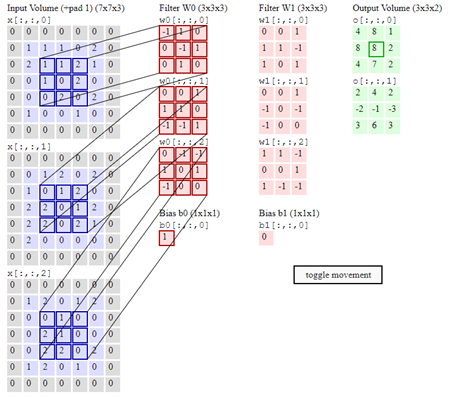 Input Volume (+pad 1) (7x7x3)
x[:,:,0]
0 0 0 0 0 0 0
0 1 1 1 0 2 0
0 2 1 1 2 1 0
0 0 1 0 2 0 0
0 0 0 2 0 2 0
0 1 0 0 1 0 0
0 0 0 0 0 0 0
x[:,:,1]
0 0 0 0 0 0 0
0 0 1 2 0 2 0
0 1 0 1 2 0 0
0 2 2 0 1 2 0
0 2 0 2 1 0 0
0 2 0 0 0 0 0
0 0 0 0 0 0 0
x[:,:,2]
0 0 0 0 0 0 0
0 1 2 0 1 2 0
0 0 0 1 0 0 0
0 0 2 1 0 0 0
0 0 2 2 0 2 0
0 1 2 0 1 0 0
0 0 0 0 0 0 0
Filter W0 (3x3x3)
w0[:,:,0]
-1 1 0
0 -1 1
0 1 0
w0[:,:,1]
0 0 0
1 1 0
-1 -1 1
w0[:,:,2]
0 -1 -1
1 0 1
-1 0 0
Bias b0 (1x1x1)
b0[:,:,0]
1
Filter W1 (3x3x3)
w1[:,:,0]
0 0 1
1 1 -1
0 0 1
w1[:,:,1]
0 0 1
-1 0 -1
-1 0 0
w1[:,:,2]
1 1 -1
0 0 1
1 -1 -1
Bias b1 (1x1x1)
b1[:,:,0]
0
Output Volume (3x3x2)
o[:,:,0]
4 8 1
8 8 2
4 7 2
o[:,:,1]
2 4 2
-2 -1 -3
3 6 3
toggle movement